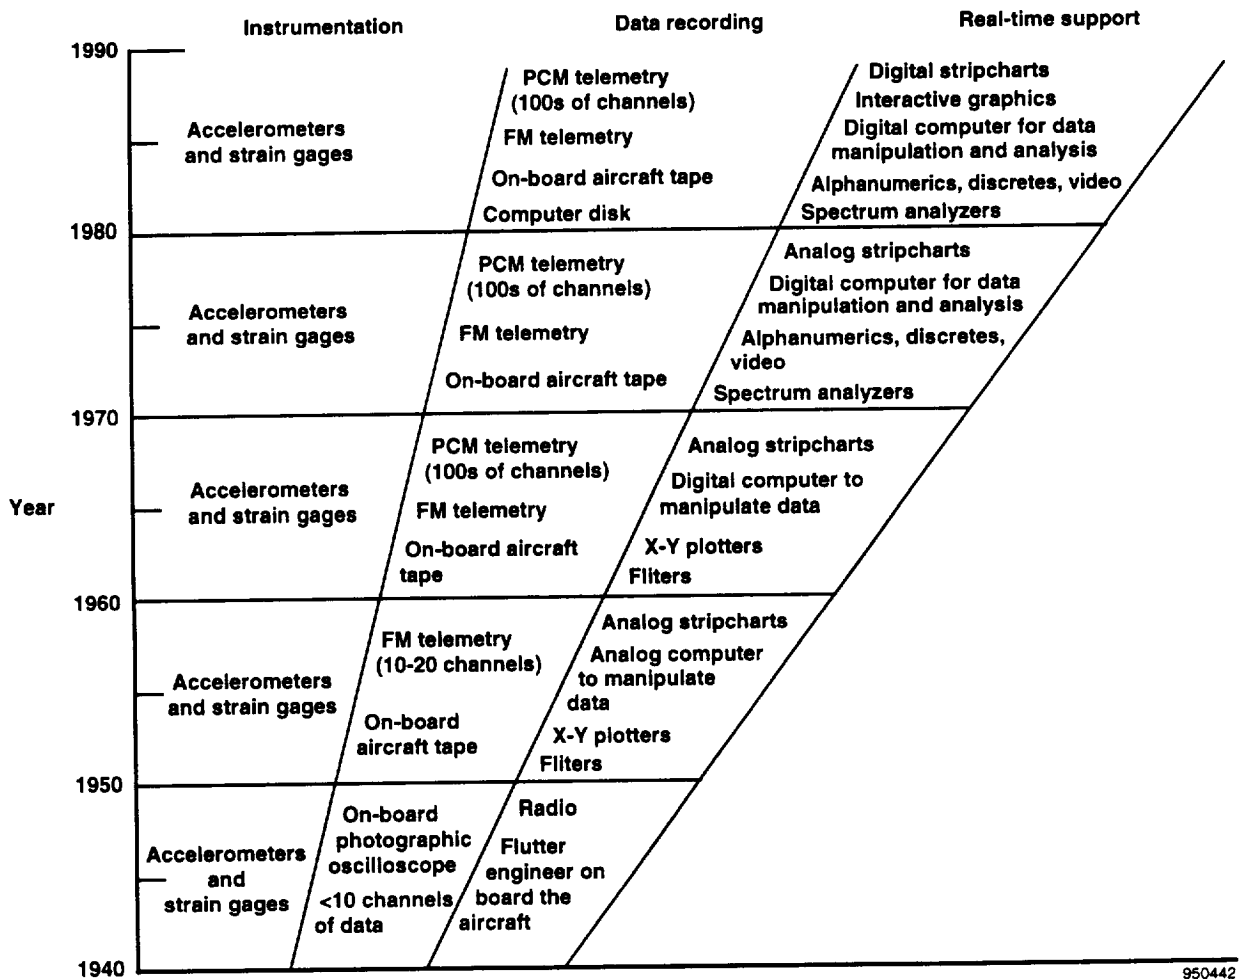 Instrumentation
Data recording
Real-time support
Year
1990
Accelerometers
and strain gages
PCM telemetry
(100s of channels)
FM telemetry
On-board aircraft tape
Computer disk
Digital stripcharts
Interactive graphics
Digital computer for data
manipulation and analysis
Alphanumerics, discretes, video
Spectrum analyzers
1980
Accelerometers
and strain gages
PCM telemetry
(100s of channels)
FM telemetry
On-board aircraft tape
Analog stripcharts
Digital computer for data
manipulation and analysis
Alphanumerics, discretes,
video
Spectrum analyzers
1970
Accelerometers
and strain gages
PCM telemetry
(100s of channels)
FM telemetry
On-board aircraft
tape
Analog stripcharts
Digital computer to
manipulate data
X-Y plotters
Fliters
1960
Accelerometers
and strain gages
FM telemetry
(10-20 channels)
On-board
aircraft tape
Analog stripcharts
Analog computer
to manipulate
data
X-Y plotters
Fliters
1950
Accelerometers
and
strain gages
On-board
photographic
oscilloscope
<10 channels
of data
Radio
Flutter
engineer on
board the
aircraft
1940
950442